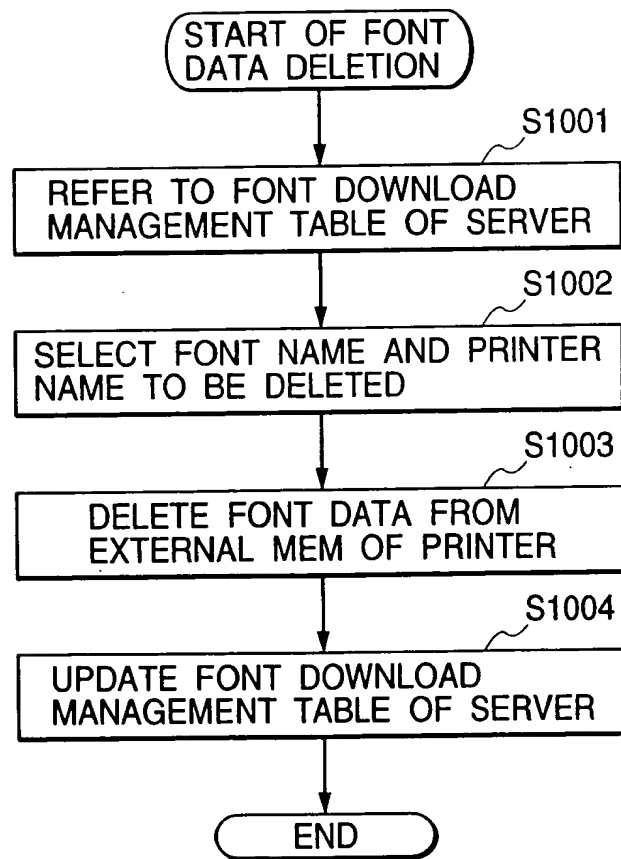 START OF FONT
DATA DELETION
S1001
REFER TO FONT DOWNLOAD
MANAGEMENT TABLE OF SERVER
S1002
SELECT FONT NAME AND PRINTER
NAME TO BE DELETED
S1003
DELETE FONT DATA FROM
EXTERNAL MEM OF PRINTER
S1004
UPDATE FONT DOWNLOAD
MANAGEMENT TABLE OF SERVER
END